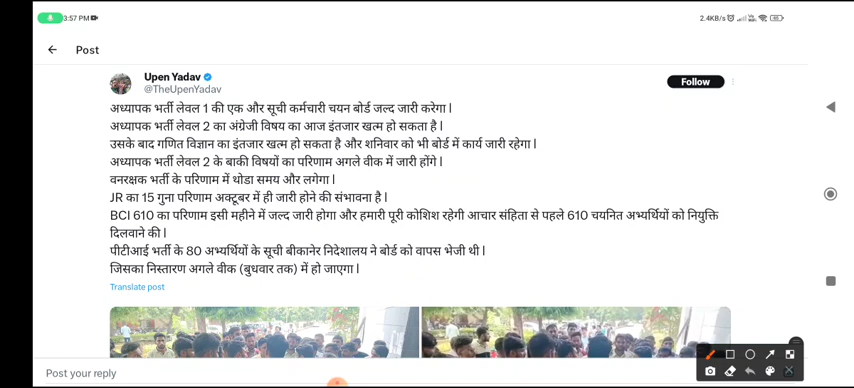 3:57 PM
2.4KB/s
Post
Upen Yadav
@TheUpenYadav
Follow
अध्यापक भर्ती लेवल 1 की एक और सूची कर्मचारी चयन बोर्ड जल्द जारी करेगा |
अध्यापक भर्ती लेवल 2 का अंग्रेजी विषय का आज इंतजार खत्म हो सकता है |
उसके बाद गणित विज्ञान का इंतजार खत्म हो सकता है और शनिवार को भी बोर्ड में कार्य जारी रहेगा |
अध्यापक भर्ती लेवल 2 के बाकी विषयों का परिणाम अगले वीक में जारी होंगे |
वनरक्षक भर्ती के परिणाम में थोडा समय और लगेगा |
JR का 15 गुना परिणाम अक्टूबर में ही जारी होने की संभावना है |
BCI 610 का परिणाम इसी महीने में जल्द जारी होगा और हमारी पूरी कोशिश रहेगी आचार संहिता से पहले 610 चयनित अभ्यर्थियों को नियुक्ति
दिलवाने की |
पीटीआई भर्ती के 80 अभ्यर्थियों के सूची बीकानेर निदेशालय ने बोर्ड को वापस भेजी थी |
जिसका निस्तारण अगले वीक (बुधवार तक) में हो जाएगा |
Translate post
Post your reply